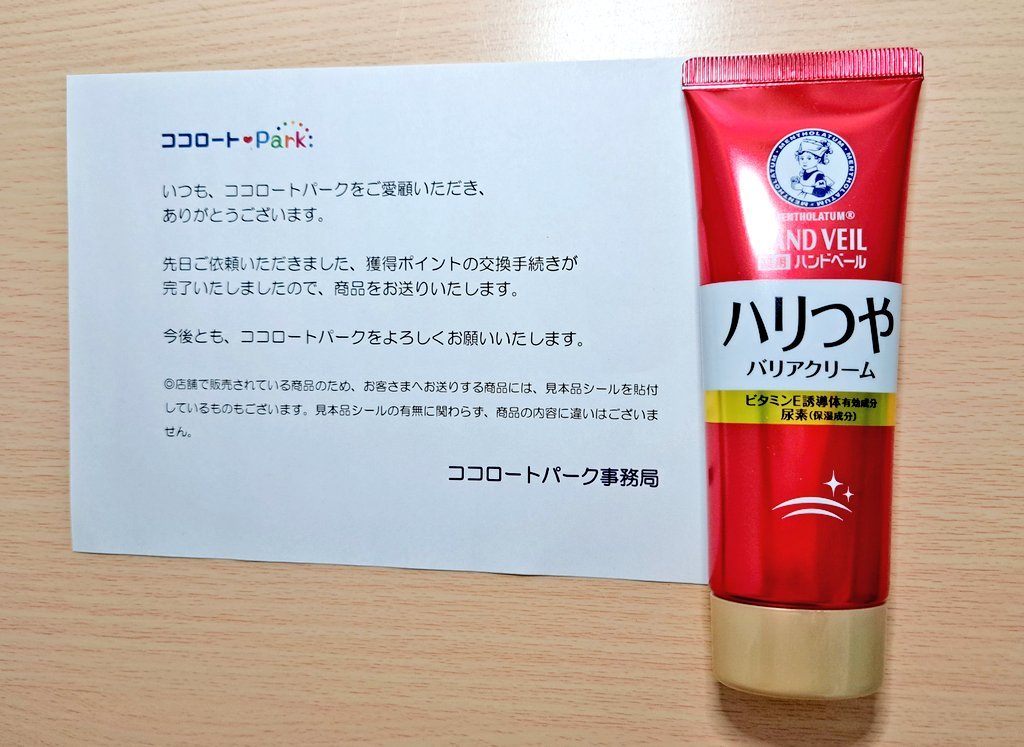 ココロート Park
いつも、ココロートパークをご愛顧いただき、
ありがとうございます。
先日ご依頼いただきました、獲得ポイントの交換手続きが
完了いたしましたので、商品をお送りいたします。
今後とも、ココロートパークをよろしくお願いいたします。
◎店舗で販売されている商品のため、お客さまへお送りする商品には、見本品シールを貼付
しているものもございます。見本品シールの有無に関わらず、商品の内容に違いはございま
せん。
ココロートパーク事務局
MENTHOLATUM MENTHOLATUM MENTHOLATUM
MENTHOLATUM®
HAND VEIL
薬用 ハンドベール
ハリつや
バリアクリーム
ビタミンE誘導体 有効成分
尿素(保湿成分)